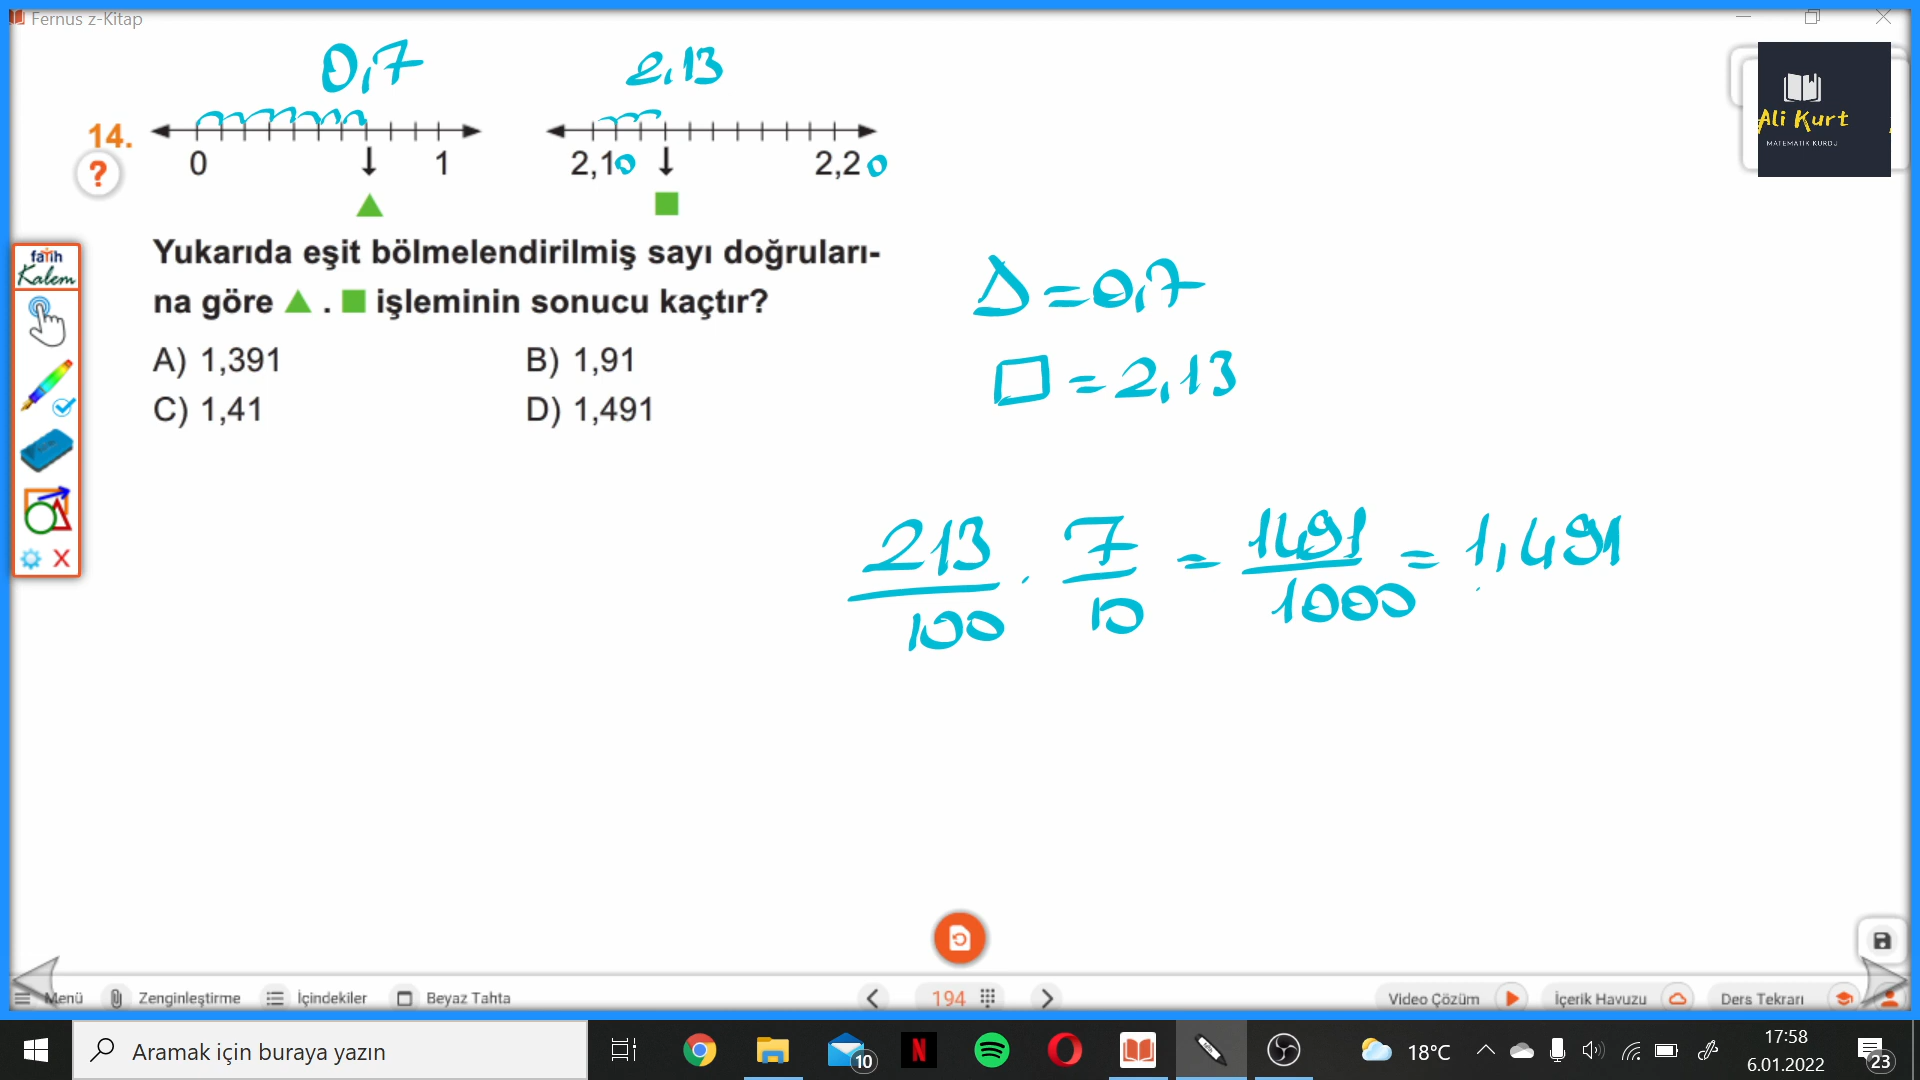 Fernus z-Kitap
0,7
2,13
14.
0
1
2,10
2,20
?
Ali Kurt
MATEMATIK KURDU
Yukarıda eşit bölmelendirilmiş sayı doğruları-
na göre ▲ . ■ işleminin sonucu kaçtır?
A) 1,391
B) 1,91
C) 1,41
D) 1,491
fatih
Kalem
Δ = 0,7
□ = 2,13
213/100 . 7/10 = 1491/1000 = 1,491
Menü
Zenginleştirme
İçindekiler
Beyaz Tahta
194
Video Çözüm
İçerik Havuzu
Ders Tekrarı
Aramak için buraya yazın
10
N
18°C
17:58
6.01.2022
23